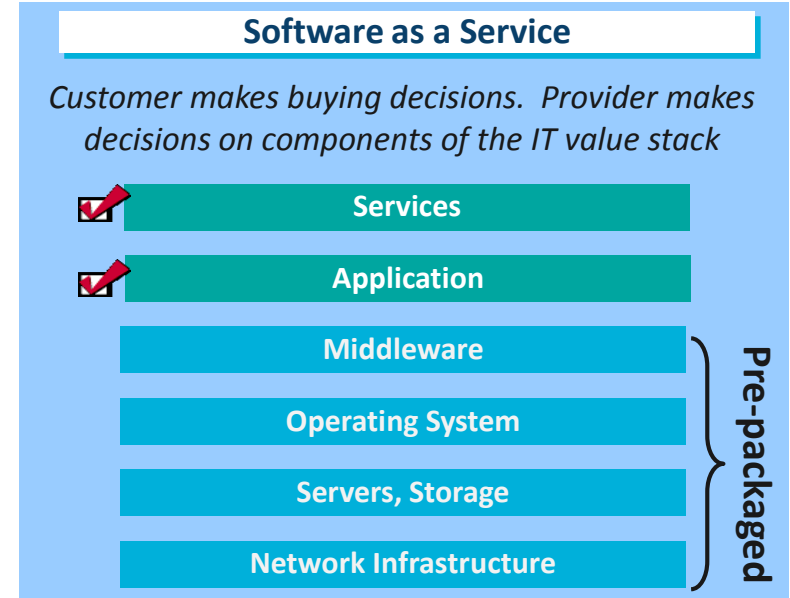 Software as a Service
Customer makes buying decisions.  Provider makes
decisions on components of the IT value stack
Services
Application
Middleware
Operating System
Servers, Storage
Network Infrastructure
Pre-packaged